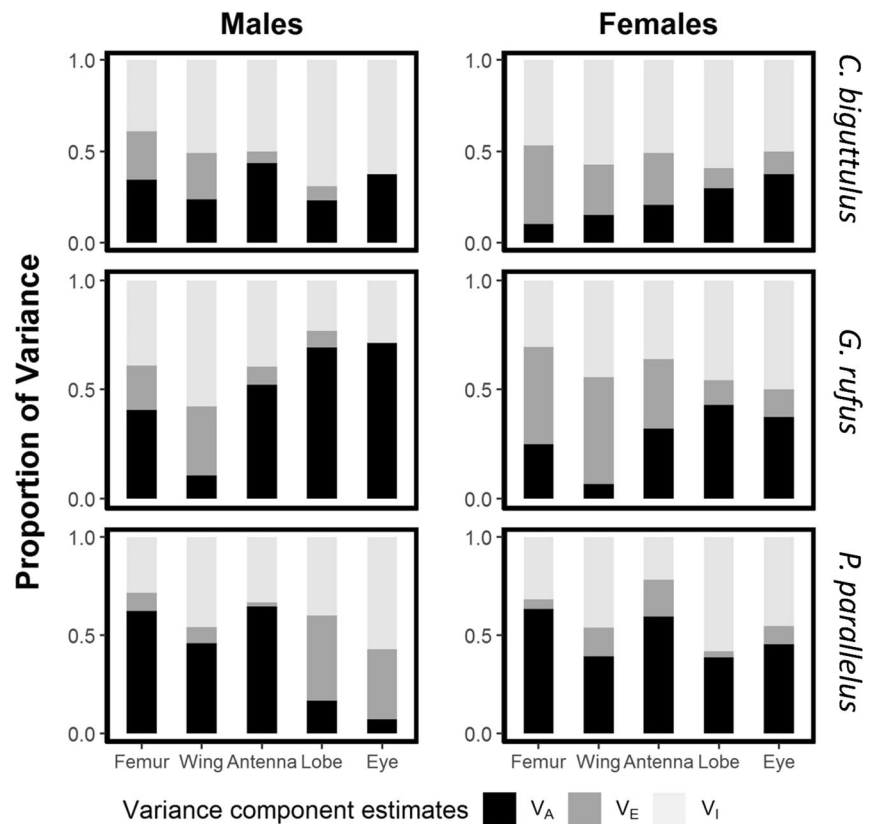 Males Females
1.0 1.0
0.5 0.5
0.0 0.0
C. biguttulus
1.0 1.0
0.5 0.5
0.0 0.0
G. rufus
1.0 1.0
0.5 0.5
0.0 0.0
P. parallelus
Proportion of Variance
Femur Wing Antenna Lobe Eye Femur Wing Antenna Lobe Eye
Variance component estimates VA VE VI